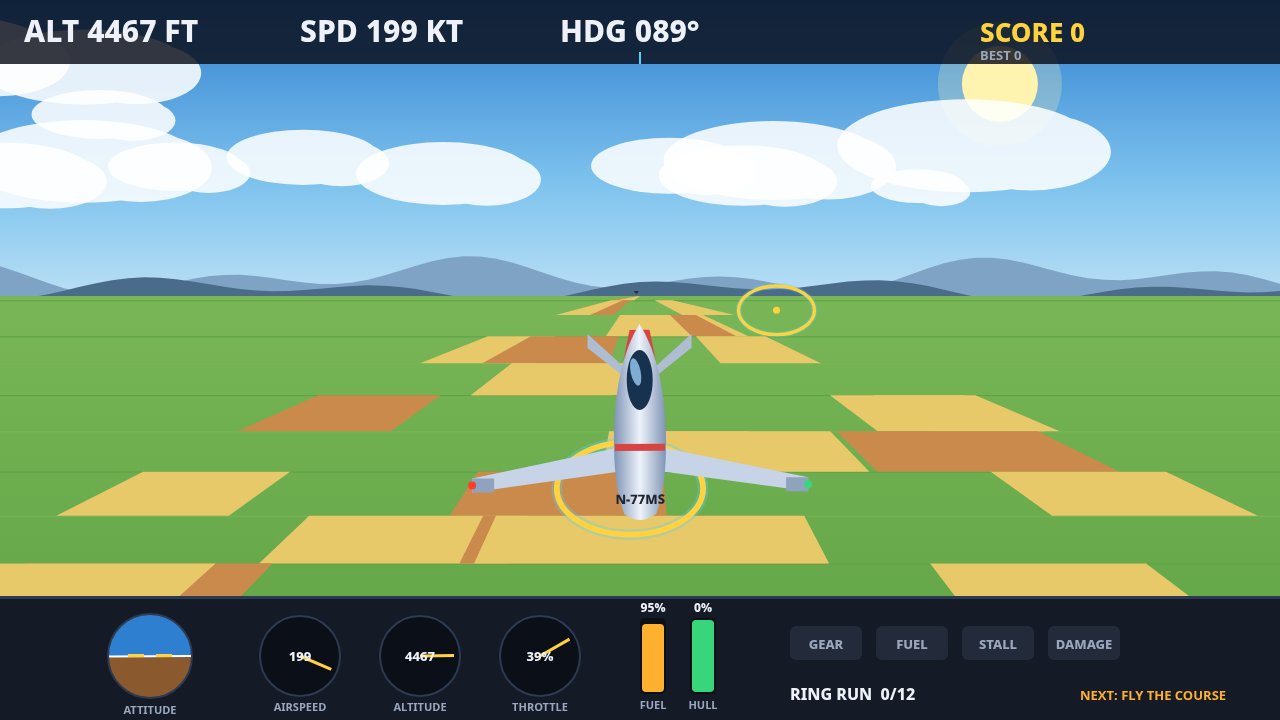 ALT 4467 FT
SPD 199 KT
HDG 089°
SCORE 0
BEST 0
N-77MS
95%
0%
199
4467
39%
ATTITUDE
AIRSPEED
ALTITUDE
THROTTLE
FUEL
HULL
GEAR
FUEL
STALL
DAMAGE
RING RUN 0/12
NEXT: FLY THE COURSE